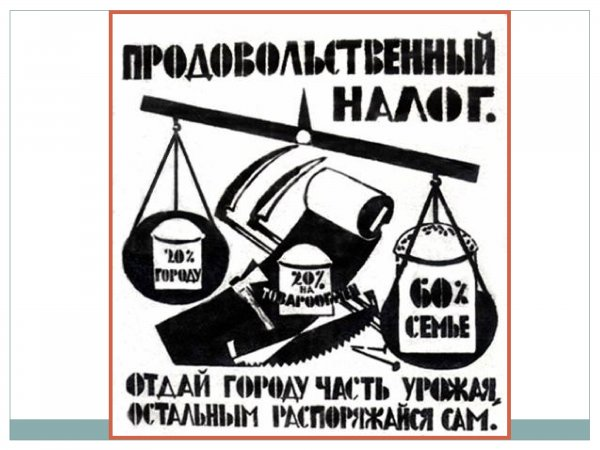 ПРОДОВОЛЬСТВЕННЫЙ
НАЛОГ.
20%
ГОРОДУ
20%
НА
ТОВАРООБМЕН
60%
СЕМЬЕ
ОТДАЙ ГОРОДУ ЧАСТЬ УРОЖАЯ,
ОСТАЛЬНЫМ РАСПОРЯЖАЙСЯ САМ.